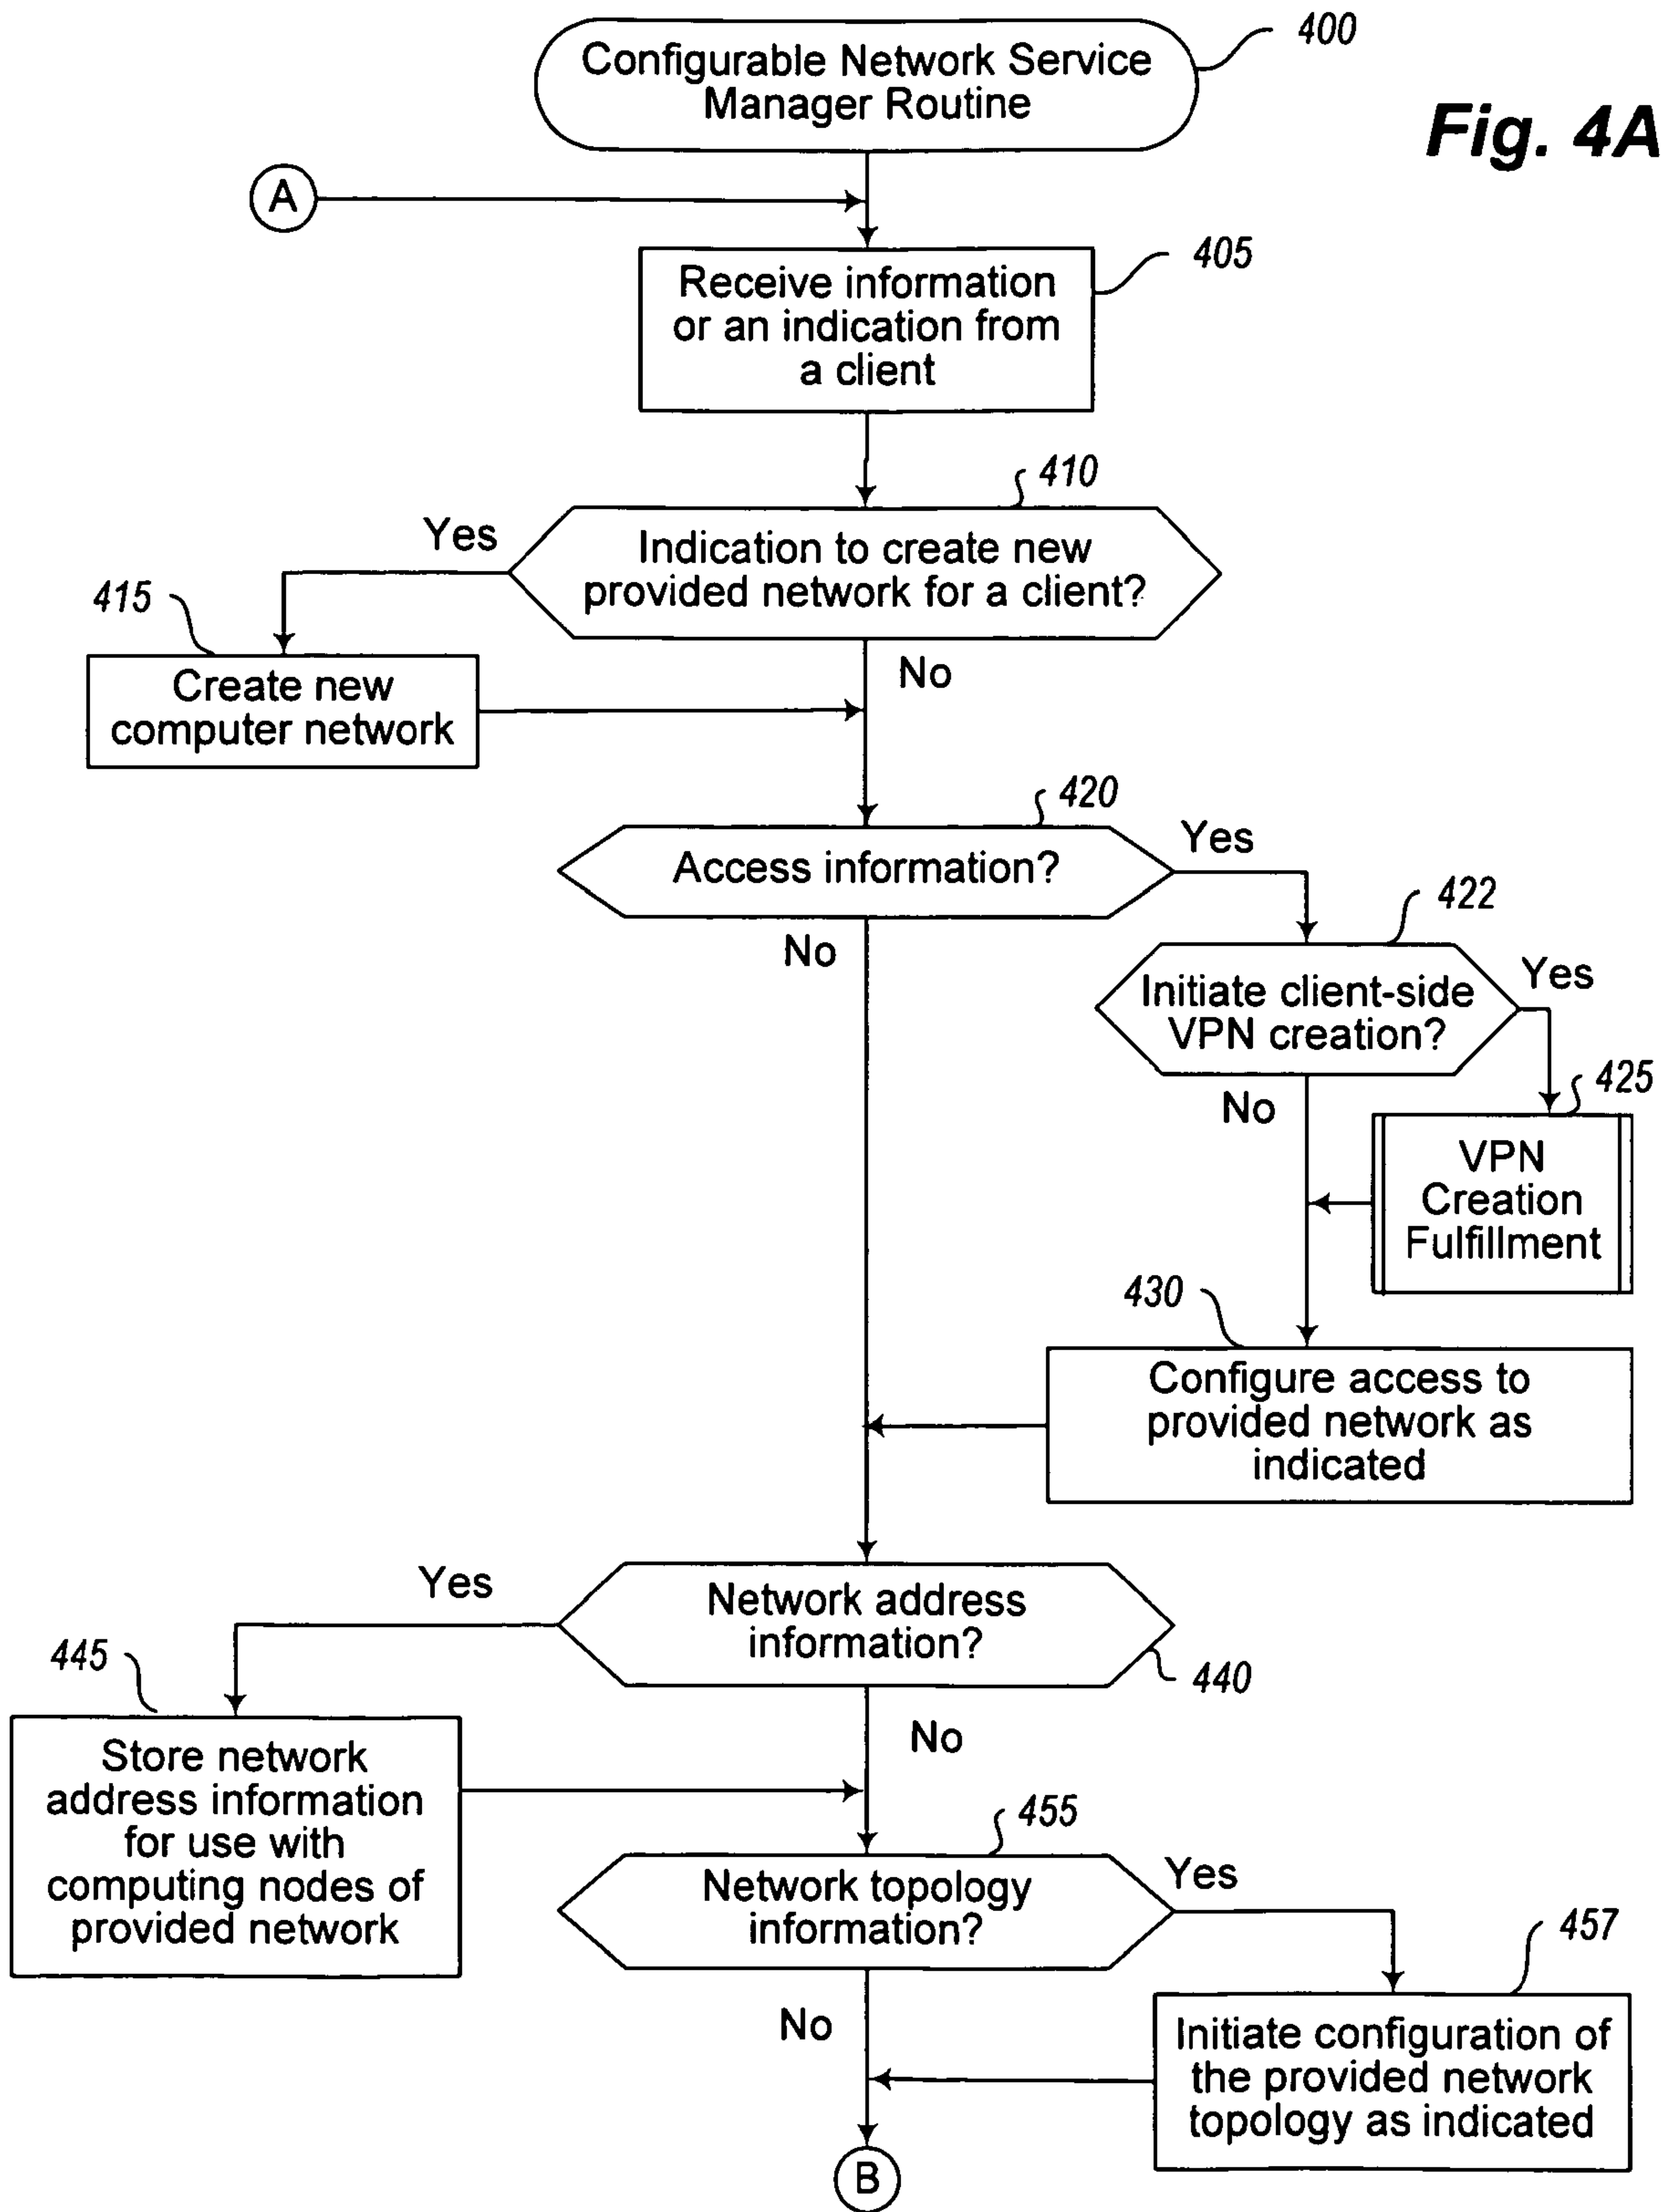 400
Configurable Network Service
Manager Routine
Fig. 4A
A
405
Receive information
or an indication from
a client
410
Yes
Indication to create new
provided network for a client?
415
No
Create new
computer network
420
Yes
Access information?
422
No
Yes
Initiate client-side
VPN creation?
425
No
VPN
Creation
Fulfillment
430
Configure access to
provided network as
indicated
Yes
Network address
information?
445
440
No
Store network
address information
for use with
computing nodes of
provided network
455
Yes
Network topology
information?
457
No
Initiate configuration of
the provided network
topology as indicated
B